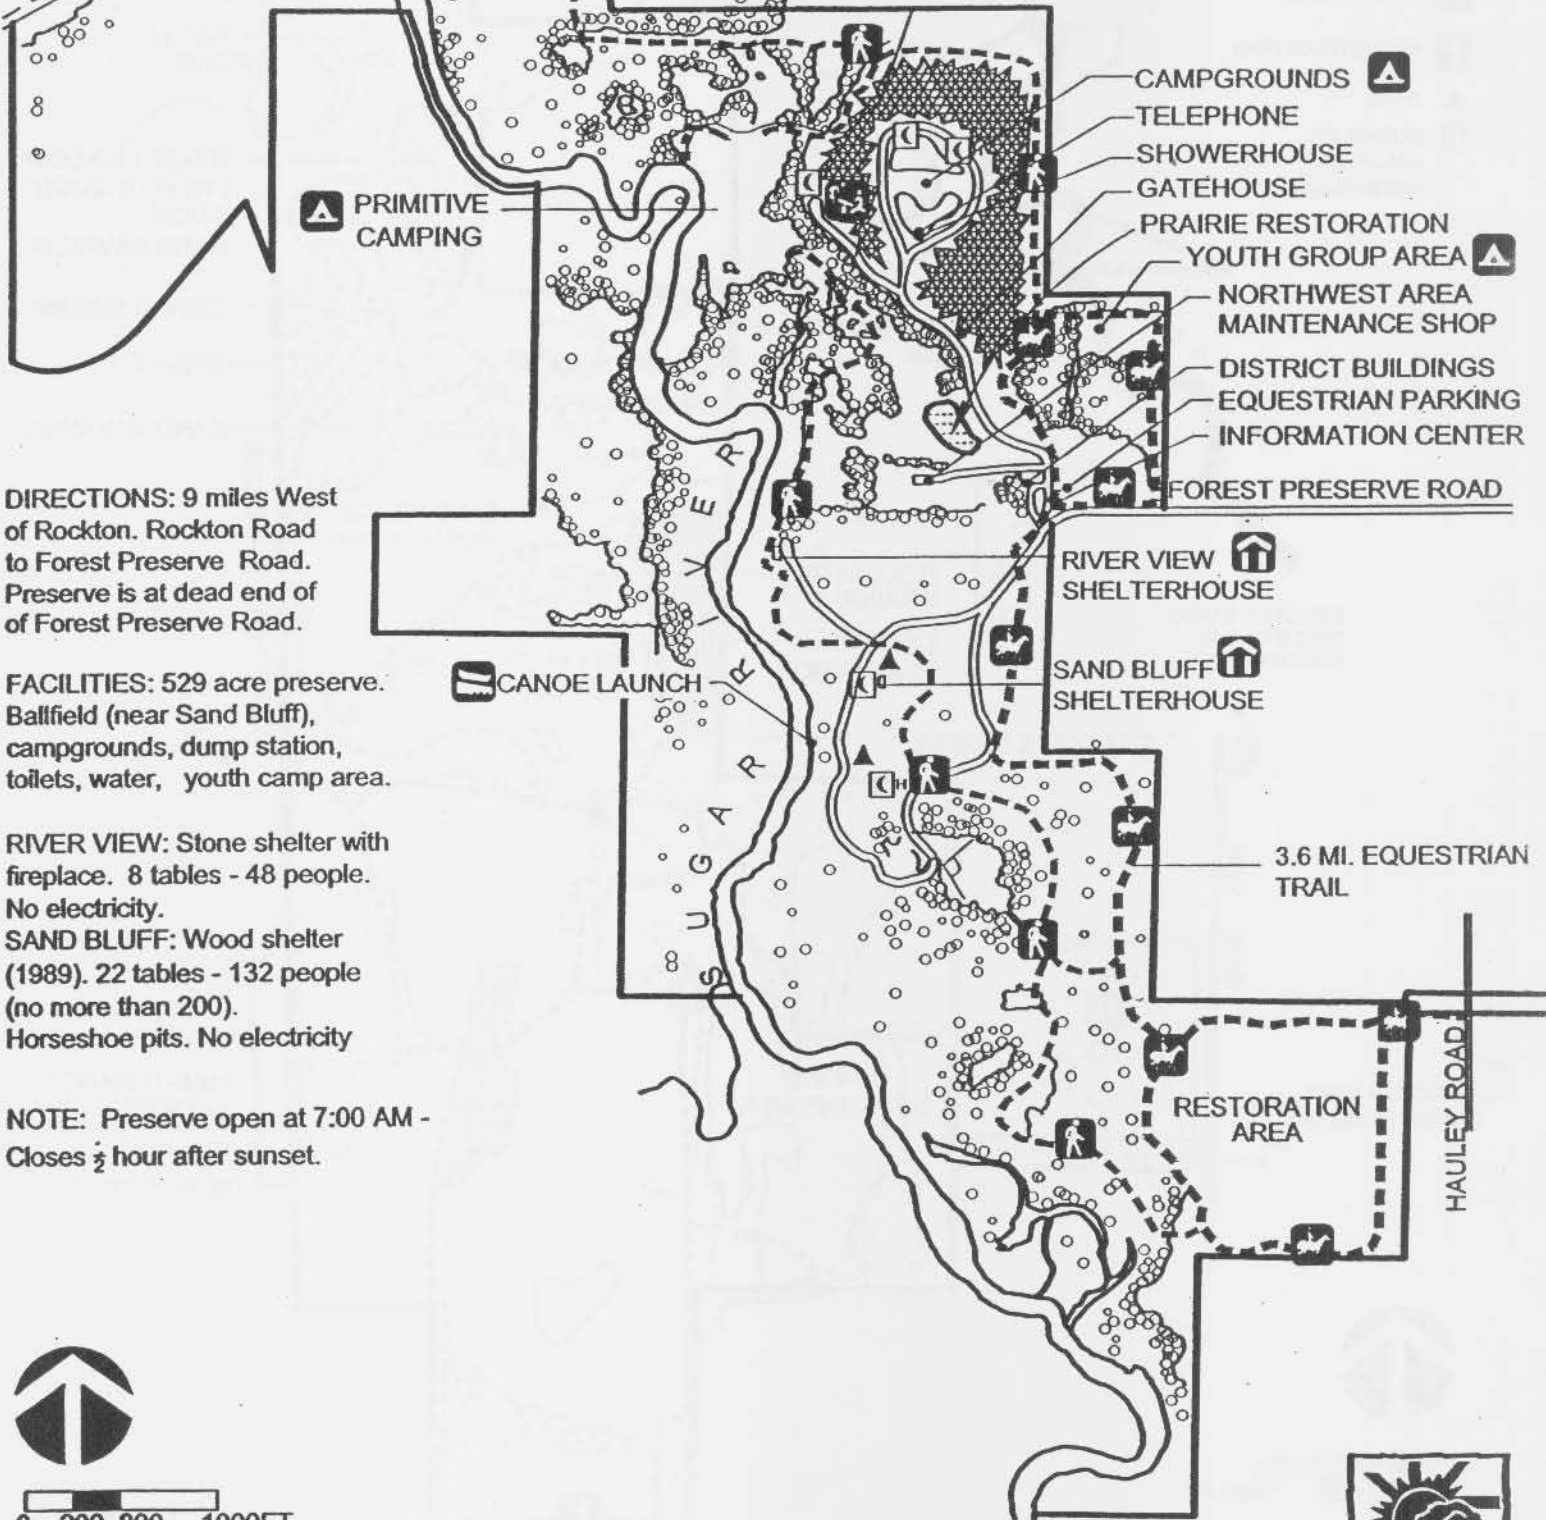 CAMPGROUNDS
TELEPHONE
SHOWERHOUSE
GATEHOUSE
PRAIRIE RESTORATION
YOUTH GROUP AREA
NORTHWEST AREA
MAINTENANCE SHOP
DISTRICT BUILDINGS
EQUESTRIAN PARKING
INFORMATION CENTER
FOREST PRESERVE ROAD
PRIMITIVE
CAMPING
RIVER VIEW
SHELTERHOUSE
SAND BLUFF
SHELTERHOUSE
CANOE LAUNCH
SUGAR RIVER
3.6 MI. EQUESTRIAN
TRAIL
RESTORATION
AREA
HAULEY ROAD
DIRECTIONS: 9 miles West
of Rockton. Rockton Road
to Forest Preserve Road.
Preserve is at dead end of
of Forest Preserve Road.
FACILITIES: 529 acre preserve.
Ballfield (near Sand Bluff),
campgrounds, dump station,
toilets, water, youth camp area.
RIVER VIEW: Stone shelter with
fireplace. 8 tables - 48 people.
No electricity.
SAND BLUFF: Wood shelter
(1989). 22 tables - 132 people
(no more than 200).
Horseshoe pits. No electricity
NOTE: Preserve open at 7:00 AM -
Closes ½ hour after sunset.